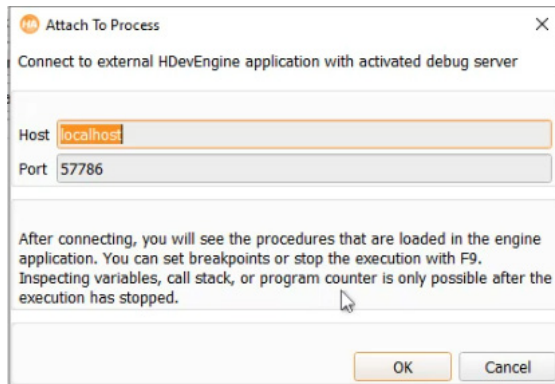 HA Attach To Process
Connect to external HDevEngine application with activated debug server
Host localhost
Port 57786
After connecting, you will see the procedures that are loaded in the engine
application. You can set breakpoints or stop the execution with F9.
Inspecting variables, call stack, or program counter is only possible after the
execution has stopped.
OK Cancel